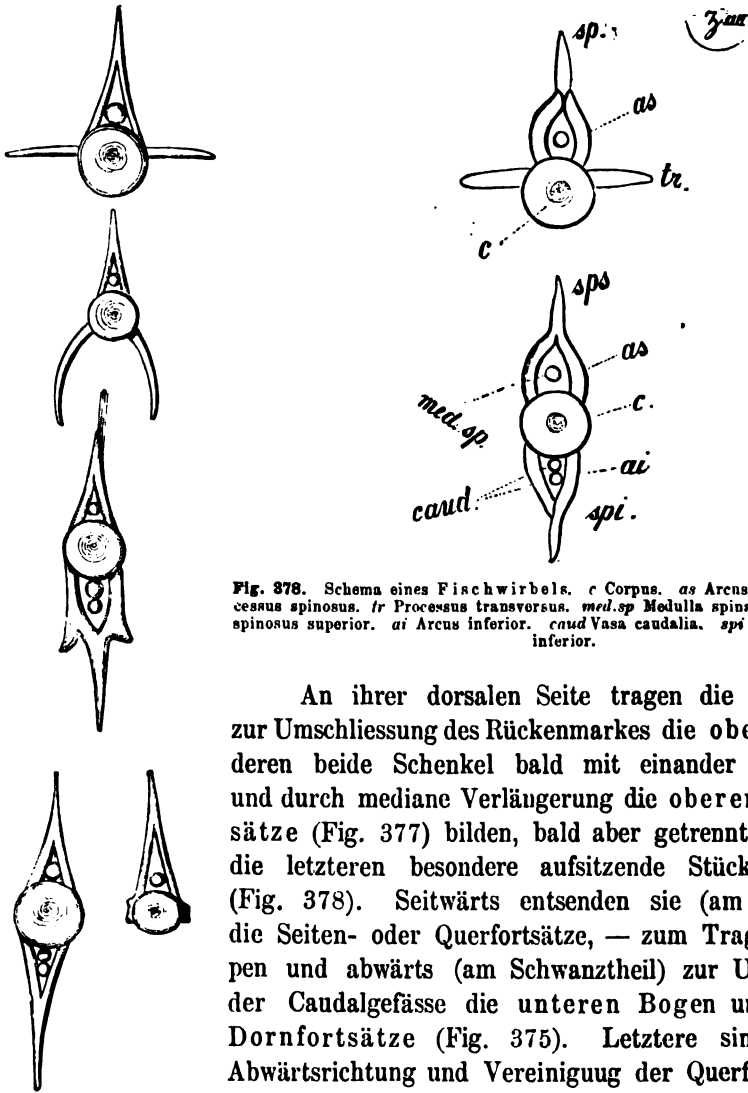 sp.
as
tr.
c
sps
as
c.
med. sp.
ai
caud.
spi.
Fig. 378. Schema eines Fischwirbels. c Corpus. as Arcus
cessus spinosus. tr Processus transversus. med.sp Medulla spin
spinosus superior. ai Arcus inferior. caud Vasa caudalia. spi
inferior.
An ihrer dorsalen Seite tragen die
zur Umschliessung des Rückenmarkes die obe
deren beide Schenkel bald mit einander
und durch mediane Verlängerung die oberen
sätze (Fig. 377) bilden, bald aber getrennt
die letzteren besondere aufsitzende Stück
(Fig. 378). Seitwärts entsenden sie (am
die Seiten- oder Querfortsätze, — zum Trag
pen und abwärts (am Schwanztheil) zur U
der Caudalgefässe die unteren Bogen u
Dornfortsätze (Fig. 375). Letztere sin
Abwärtsrichtung und Vereiniguug der Querf